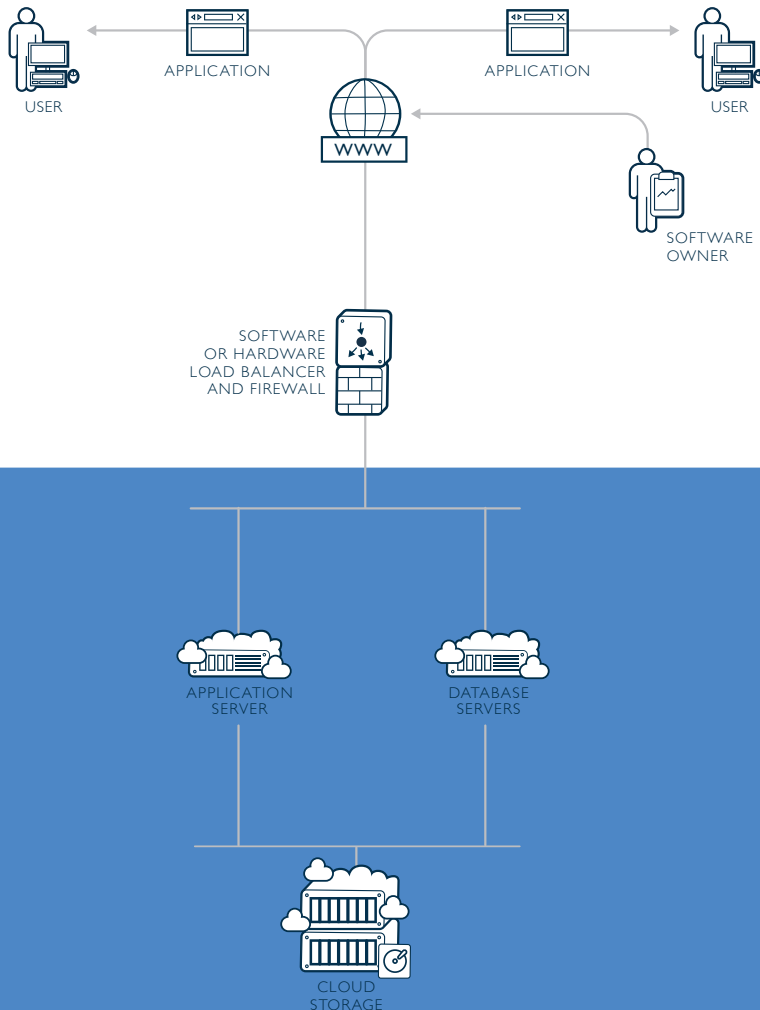 APPLICATION
APPLICATION
USER
USER
WWW
SOFTWARE
OWNER
SOFTWARE
OR HARDWARE
LOAD BALANCER
AND FIREWALL
APPLICATION
SERVER
DATABASE
SERVERS
CLOUD
STORAGE